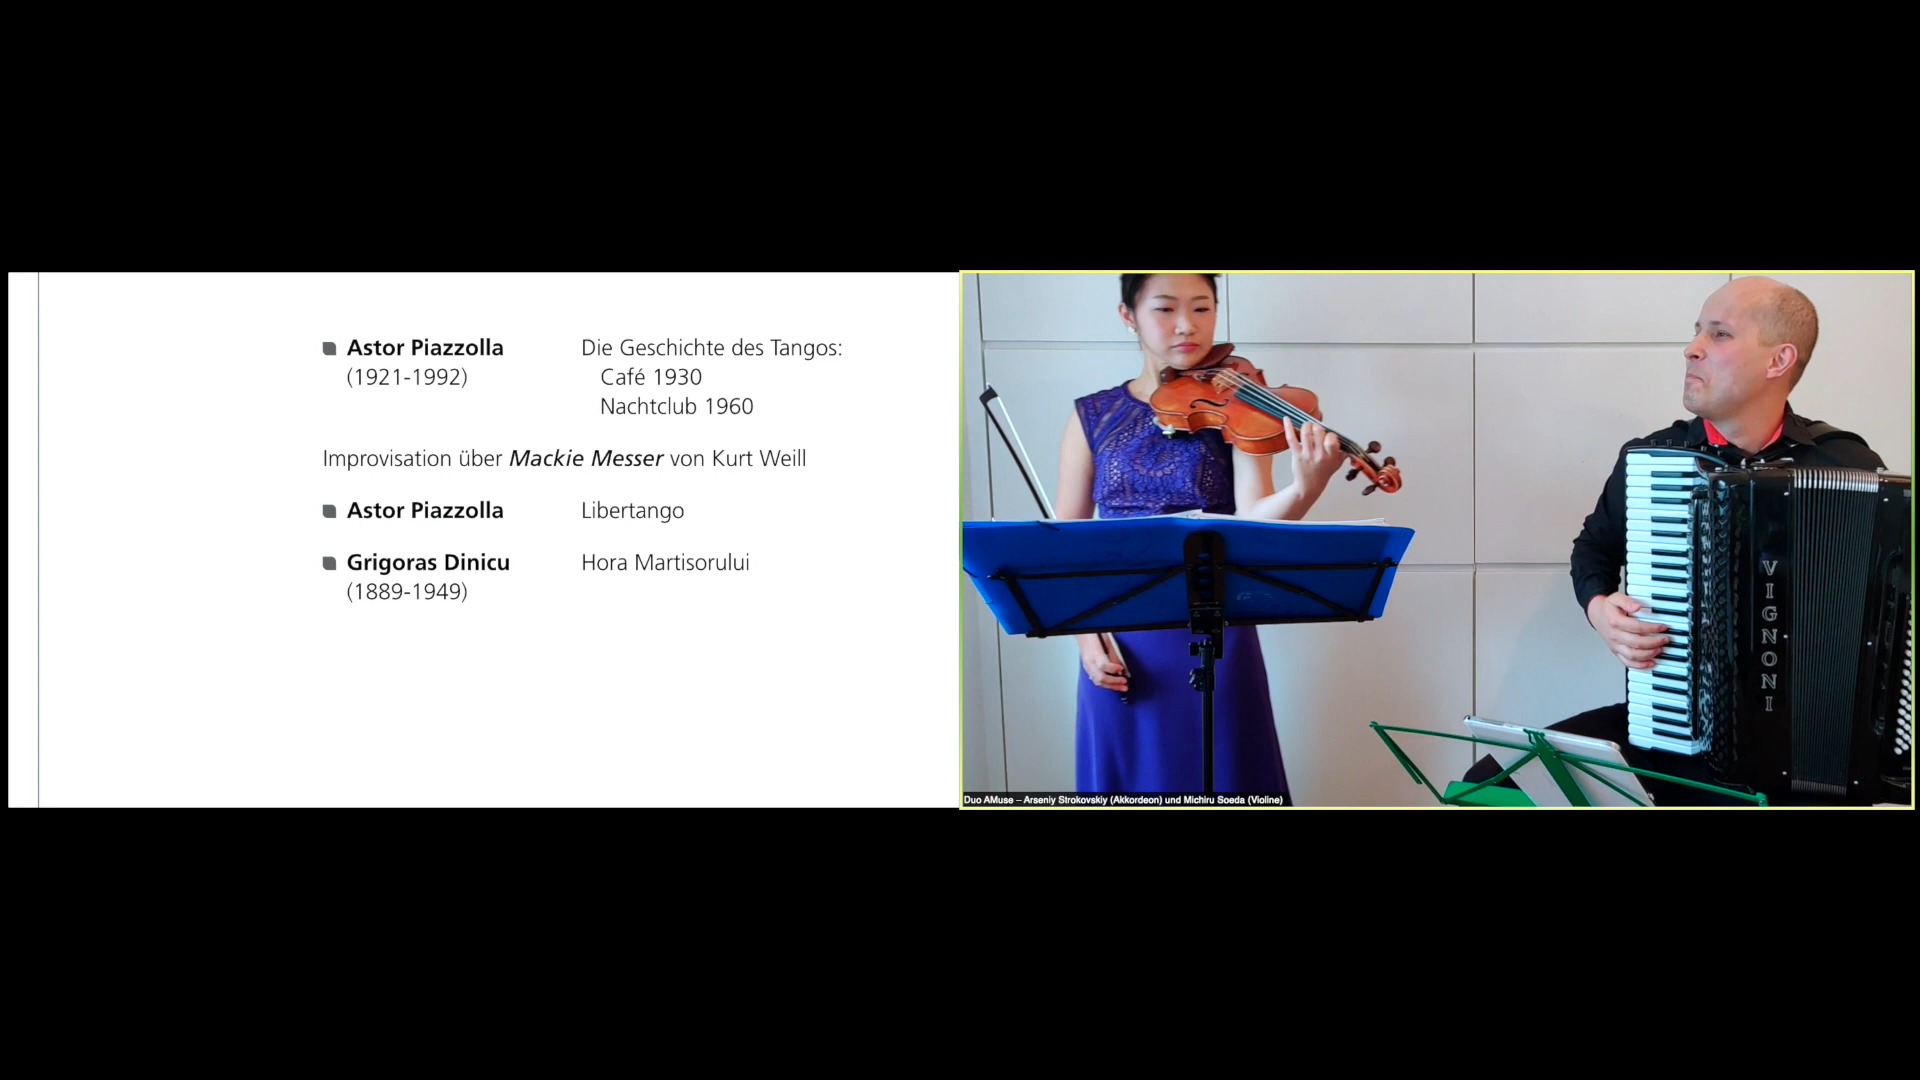 Astor Piazzolla Die Geschichte des Tangos:
(1921-1992) Café 1930
Nachtclub 1960
Improvisation über Mackie Messer von Kurt Weill
Astor Piazzolla Libertango
Grigoras Dinicu Hora Martisorului
(1889-1949)
VIGNONI
Duo AMuse – Arseniy Strokovskiy (Akkordeon) und Michiru Soeda (Violine)